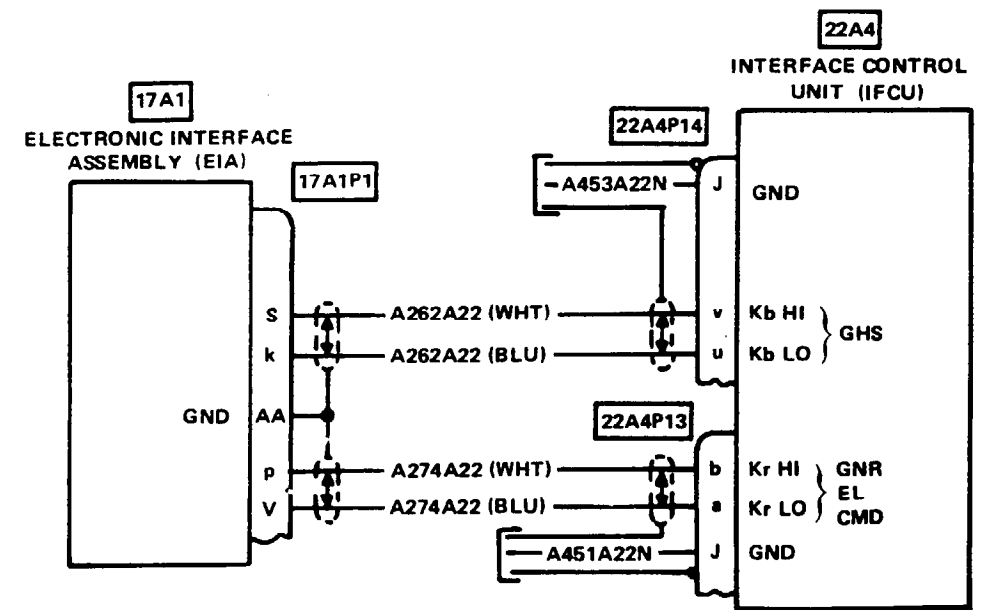 22A4
INTERFACE CONTROL
UNIT (IFCU)
17A1
ELECTRONIC INTERFACE
ASSEMBLY (EIA)
22A4P14
17A1P1
A453A22N
J
GND
S
A262A22 (WHT)
v
Kb HI
GHS
k
A262A22 (BLU)
u
Kb LO
GND
AA
22A4P13
p
A274A22 (WHT)
b
Kr HI
GNR
EL
CMD
V
A274A22 (BLU)
a
Kr LO
A451A22N
J
GND